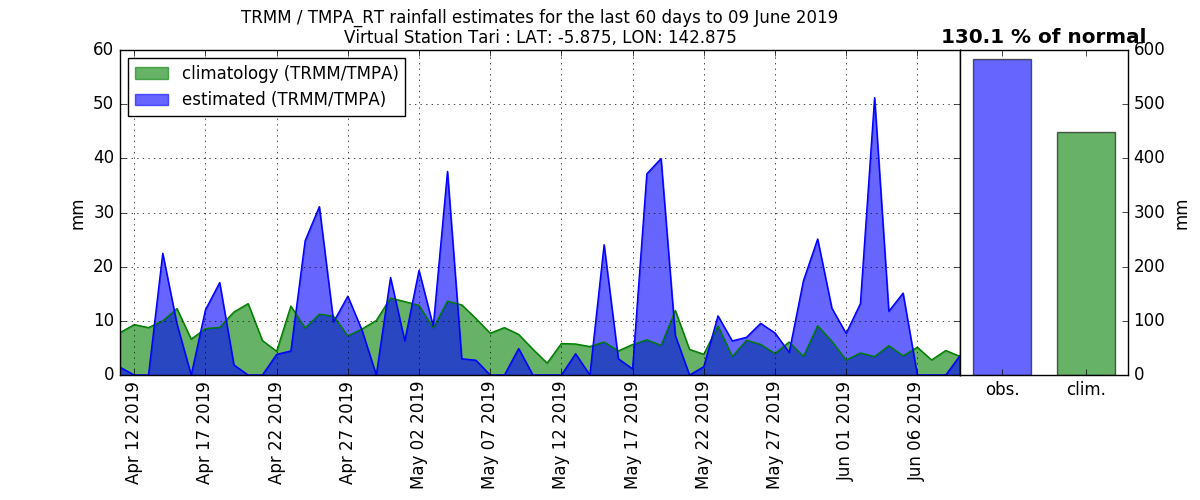 TRMM / TMPA_RT rainfall estimates for the last 60 days to 09 June 2019
Virtual Station Tari : LAT: -5.875, LON: 142.875
130.1 % of normal
climatology (TRMM/TMPA)
estimated (TRMM/TMPA)
60
50
40
30
20
10
0
mm
600
500
400
300
200
100
0
mm
Apr 12 2019
Apr 17 2019
Apr 22 2019
Apr 27 2019
May 02 2019
May 07 2019
May 12 2019
May 17 2019
May 22 2019
May 27 2019
Jun 01 2019
Jun 06 2019
obs.
clim.